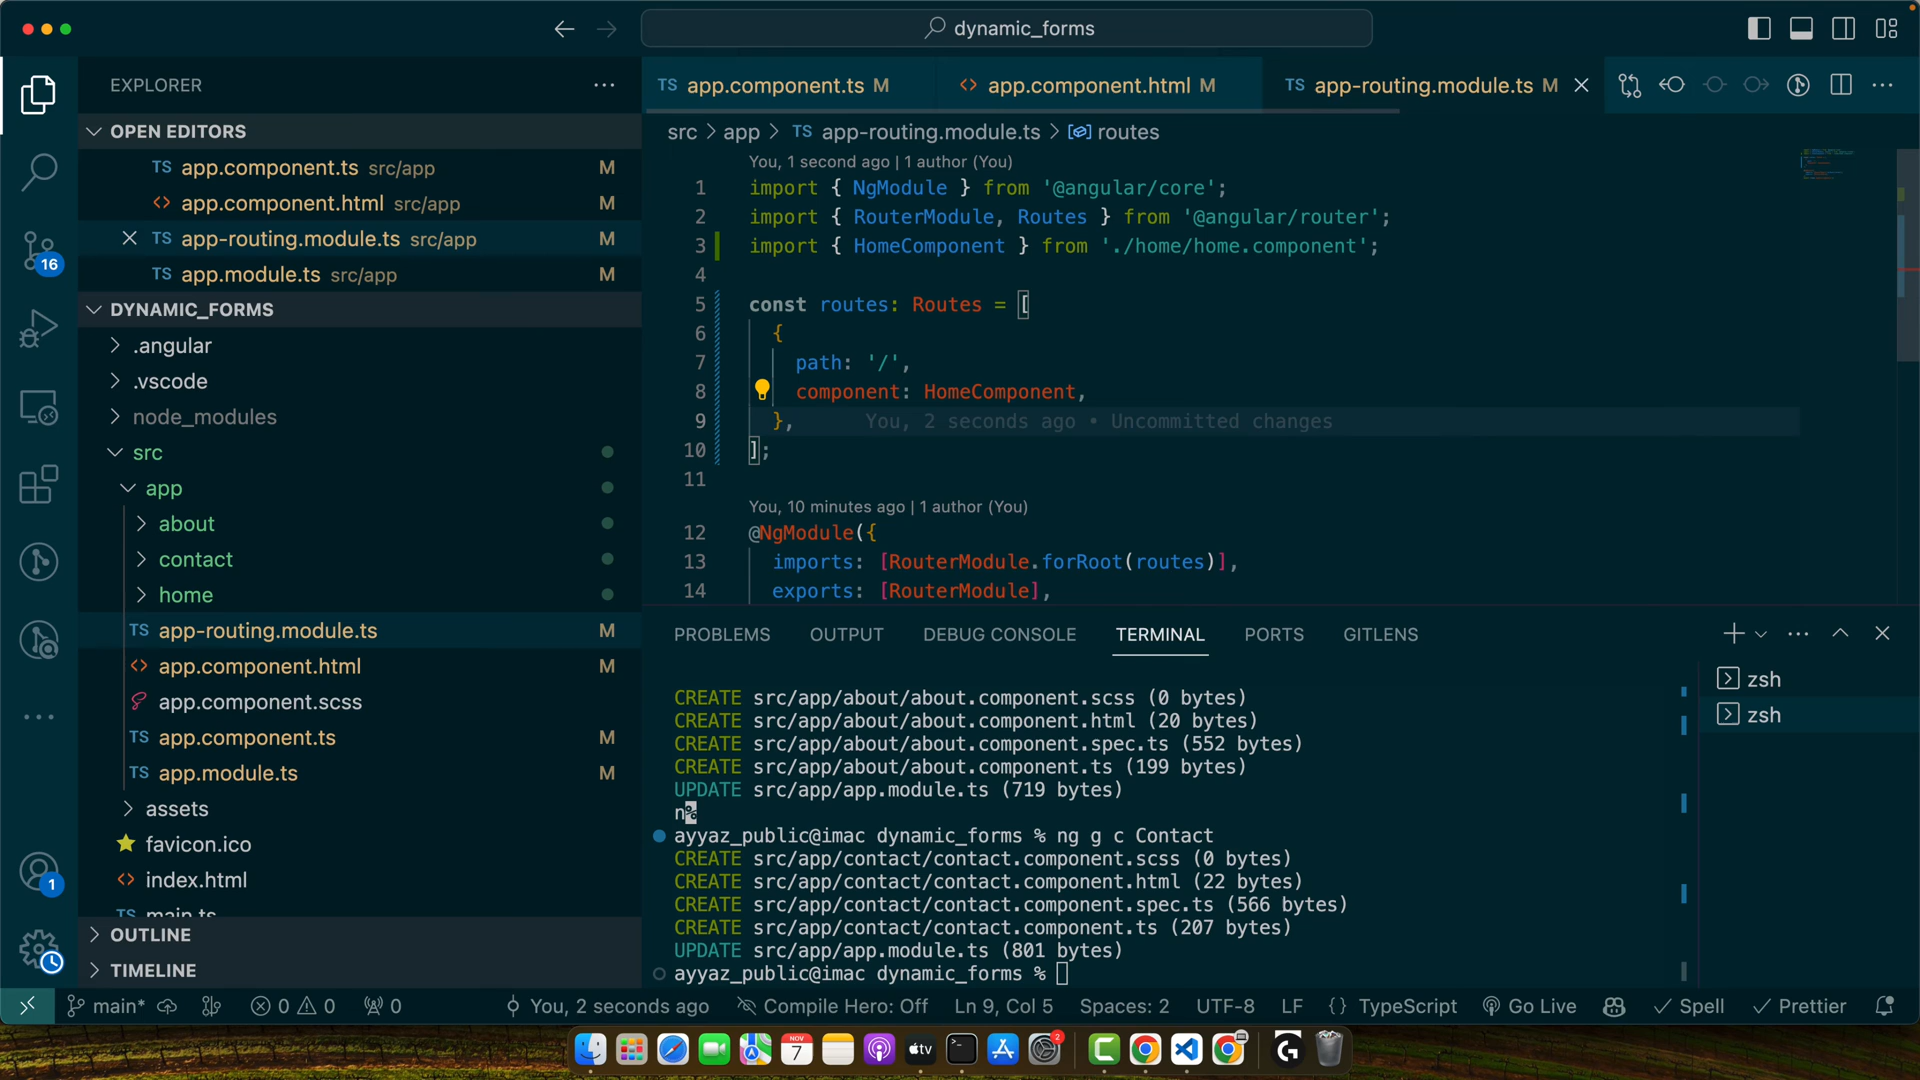 dynamic_forms
EXPLORER
OPEN EDITORS
TS app.component.ts src/app M
<> app.component.html src/app M
TS app-routing.module.ts src/app M
TS app.module.ts src/app M
DYNAMIC_FORMS
.angular
.vscode
node_modules
src
app
about
contact
home
TS app-routing.module.ts M
<> app.component.html M
app.component.scss
TS app.component.ts M
TS app.module.ts M
assets
favicon.ico
<> index.html
TS main.ts
OUTLINE
TIMELINE
16
1
TS app.component.ts M
<> app.component.html M
TS app-routing.module.ts M
src > app > TS app-routing.module.ts > routes
You, 1 second ago | 1 author (You)
1 import { NgModule } from '@angular/core';
2 import { RouterModule, Routes } from '@angular/router';
3 import { HomeComponent } from './home/home.component';
4
5 const routes: Routes = [
6 {
7 path: '/',
8 component: HomeComponent,
9 }, You, 2 seconds ago • Uncommitted changes
10 ];
11
You, 10 minutes ago | 1 author (You)
12 @NgModule({
13 imports: [RouterModule.forRoot(routes)],
14 exports: [RouterModule],
PROBLEMS OUTPUT DEBUG CONSOLE TERMINAL PORTS GITLENS
CREATE src/app/about/about.component.scss (0 bytes)
CREATE src/app/about/about.component.html (20 bytes)
CREATE src/app/about/about.component.spec.ts (552 bytes)
CREATE src/app/about/about.component.ts (199 bytes)
UPDATE src/app/app.module.ts (719 bytes)
n%
ayyaz_public@imac dynamic_forms % ng g c Contact
CREATE src/app/contact/contact.component.scss (0 bytes)
CREATE src/app/contact/contact.component.html (22 bytes)
CREATE src/app/contact/contact.component.spec.ts (566 bytes)
CREATE src/app/contact/contact.component.ts (207 bytes)
UPDATE src/app/app.module.ts (801 bytes)
ayyaz_public@imac dynamic_forms %
zsh
zsh
main* 0 0 0 You, 2 seconds ago Compile Hero: Off Ln 9, Col 5 Spaces: 2 UTF-8 LF {} TypeScript Go Live Spell Prettier
NOV
7
tv
2